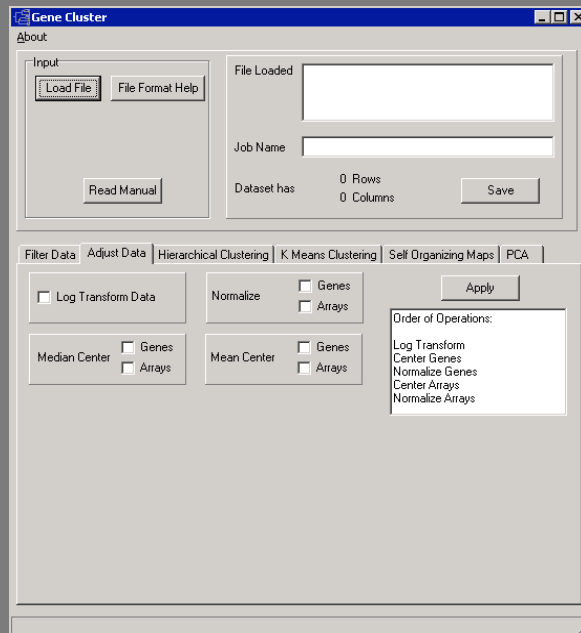 Gene Cluster
About
Input
Load File
File Format Help
Read Manual
File Loaded
Job Name
Dataset has
0 Rows
0 Columns
Save
Filter Data
Adjust Data
Hierarchical Clustering
K Means Clustering
Self Organizing Maps
PCA
Log Transform Data
Normalize
Genes
Arrays
Median Center
Genes
Arrays
Mean Center
Genes
Arrays
Apply
Order of Operations:
Log Transform
Center Genes
Normalize Genes
Center Arrays
Normalize Arrays